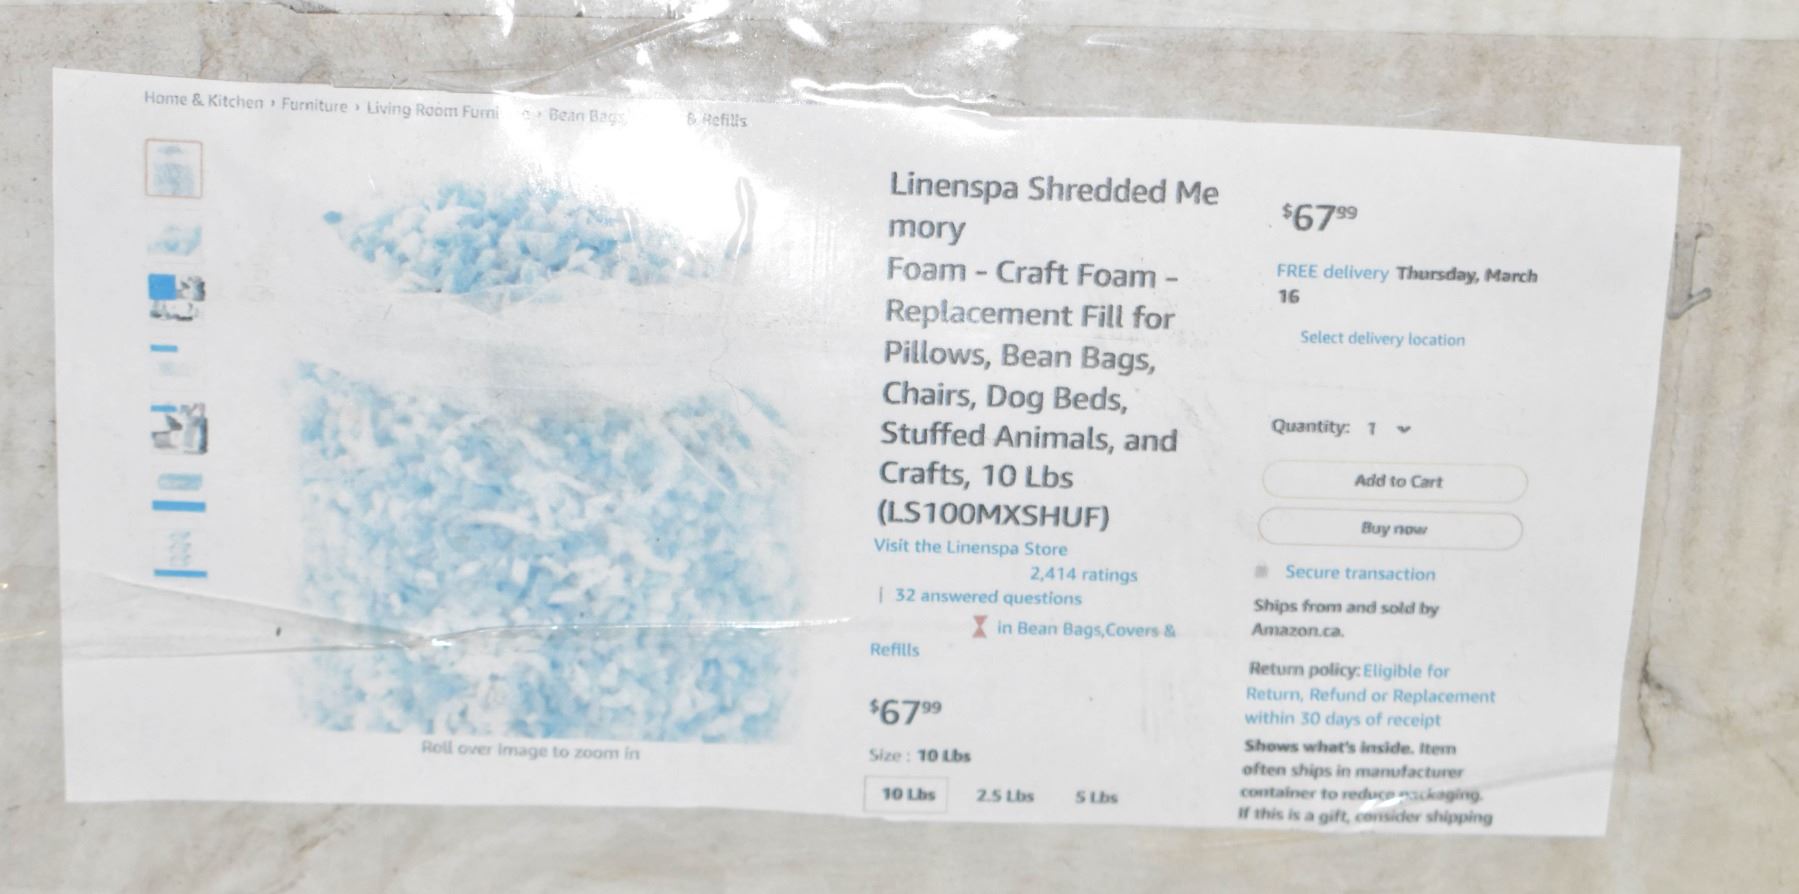 Home & Kitchen › Furniture › Living Room Furni › Bean Bags, & Refills
Linenspa Shredded Me
mory
Foam - Craft Foam -
Replacement Fill for
Pillows, Bean Bags,
Chairs, Dog Beds,
Stuffed Animals, and
Crafts, 10 Lbs
(LS100MXSHUF)
Visit the Linenspa Store
2,414 ratings
| 32 answered questions
in Bean Bags,Covers &
Refills
$67.99
Size : 10 Lbs
10 Lbs 2.5 Lbs 5 Lbs
Roll over image to zoom in
$67.99
FREE delivery Thursday, March
16
Select delivery location
Quantity: 1
Add to Cart
Buy now
Secure transaction
Ships from and sold by
Amazon.ca.
Return policy: Eligible for
Return, Refund or Replacement
within 30 days of receipt
Shows what's inside. Item
often ships in manufacturer
container to reduce packaging.
If this is a gift, consider shipping